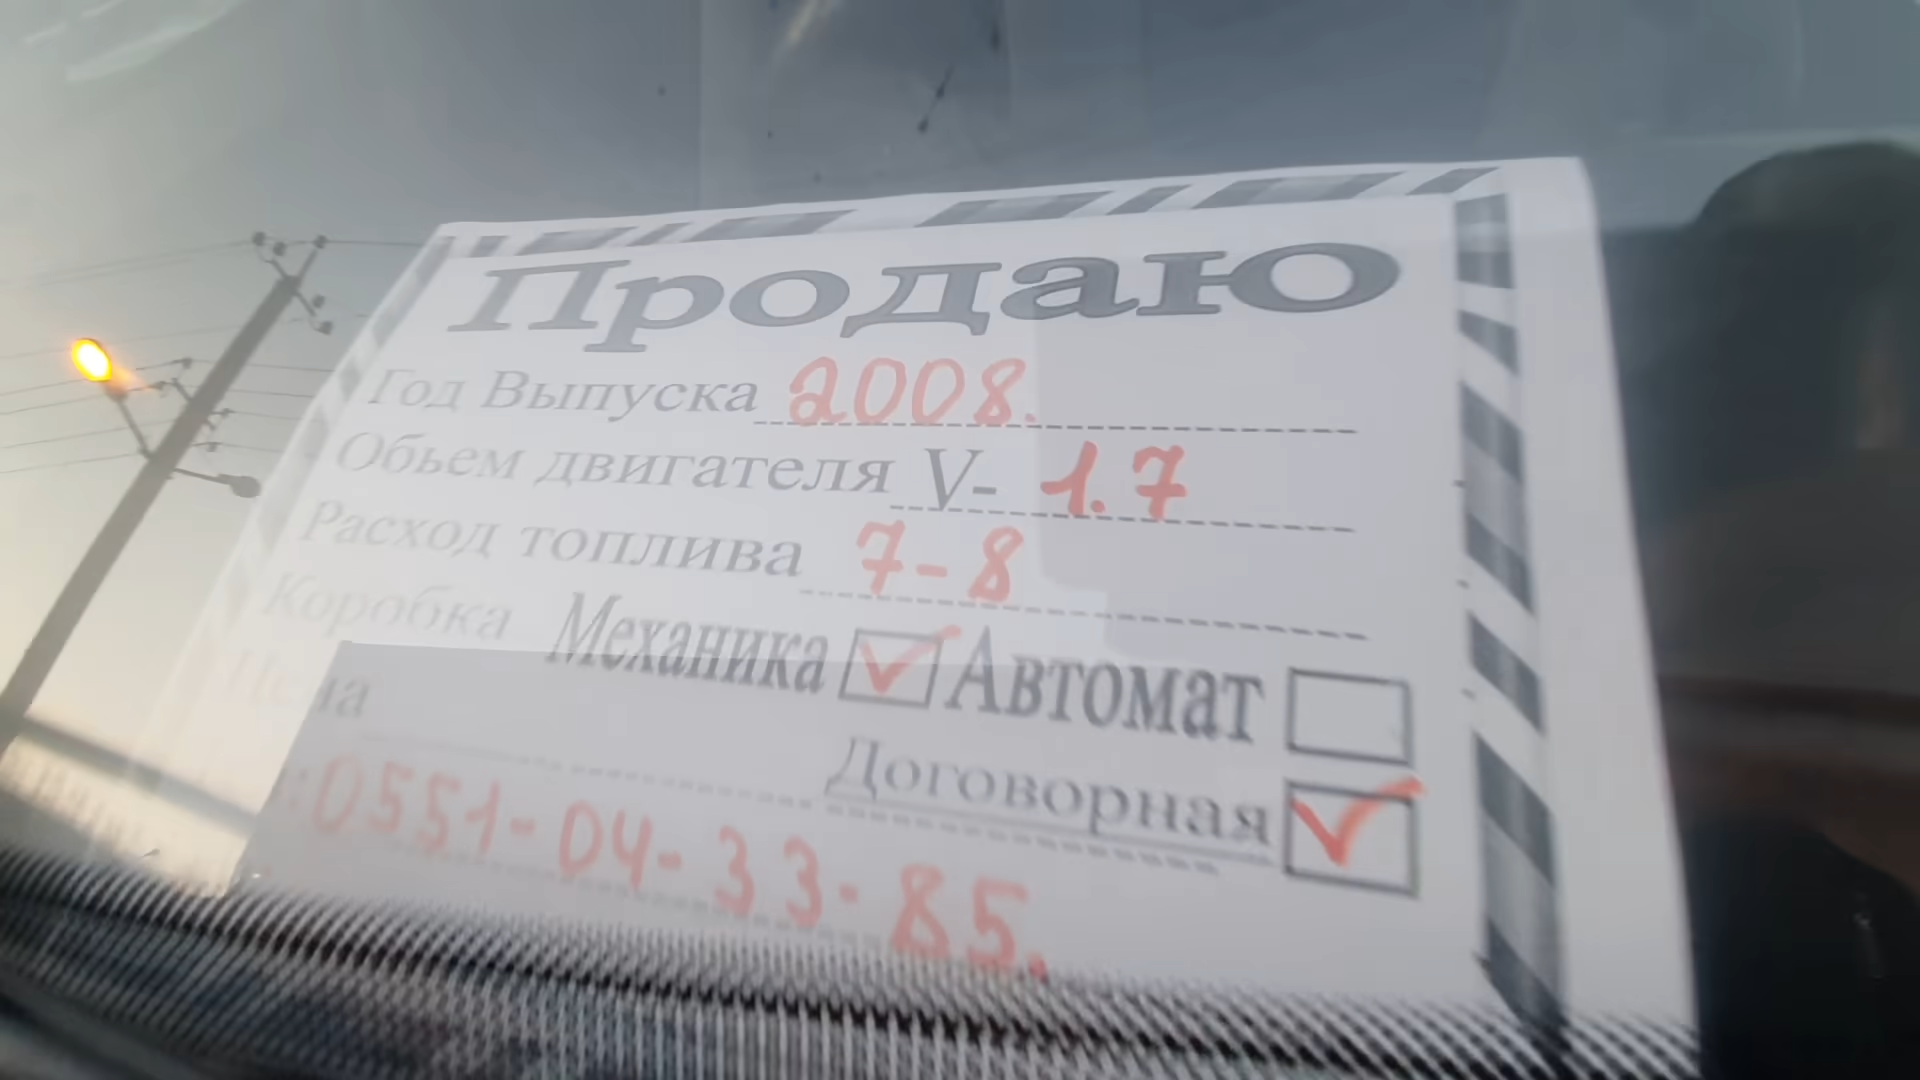 Продаю
Год Выпуска 2008.
Обьем двигателя V- 1.7
Расход топлива 7-8
Коробка Механика Автомат
Цена
Договорная
:0551-04-33-85.